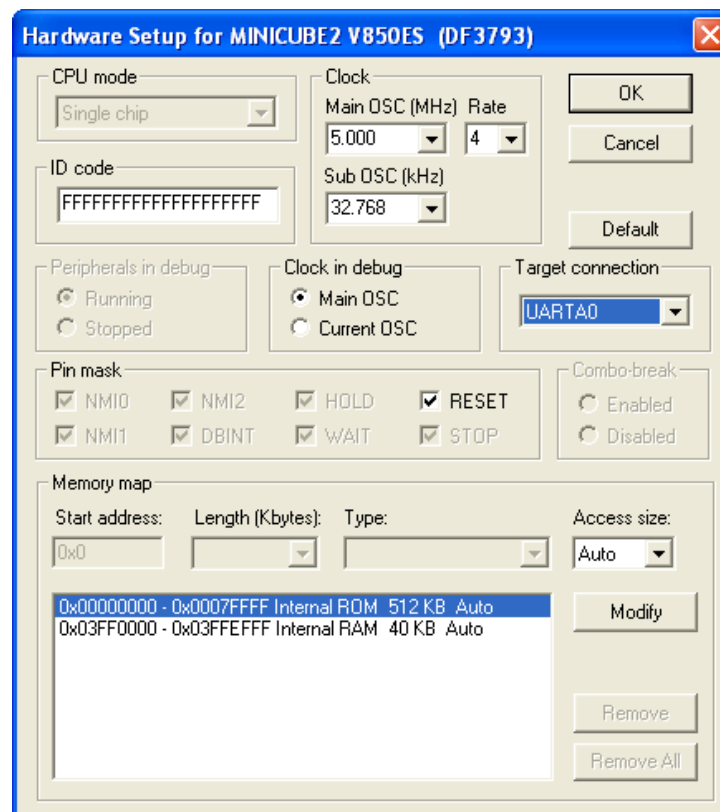 Hardware Setup for MINICUBE2 V850ES (DF3793)
CPU mode
Single chip
Clock
Main OSC (MHz) Rate
5.000 4
Sub OSC (kHz)
32.768
OK
Cancel
Default
ID code
FFFFFFFFFFFFFFFFFFFF
Peripherals in debug
Running
Stopped
Clock in debug
Main OSC
Current OSC
Target connection
UARTA0
Pin mask
NMI0 NMI2 HOLD RESET
NMI1 DBINT WAIT STOP
Combo-break
Enabled
Disabled
Memory map
Start address: Length (Kbytes): Type: Access size:
0x0 Auto
0x00000000 - 0x0007FFFF Internal ROM 512 KB Auto
0x03FF0000 - 0x03FFEFFF Internal RAM 40 KB Auto
Modify
Remove
Remove All